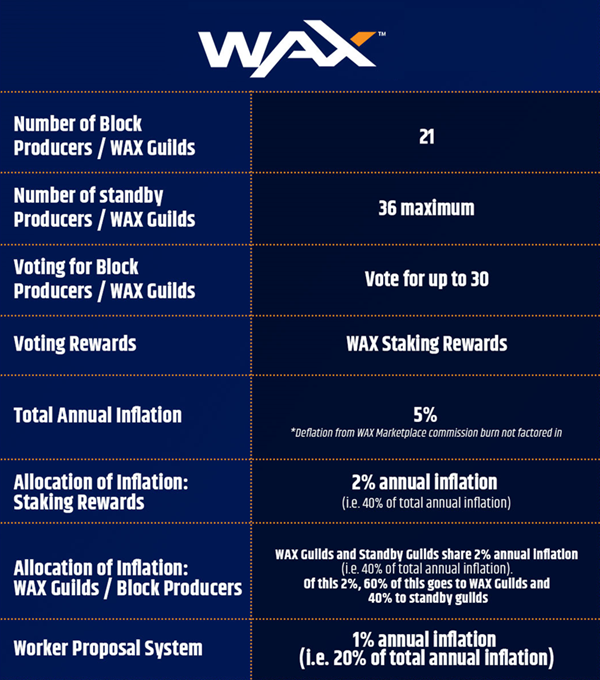 WAX™
Number of Block
Producers / WAX Guilds
21
Number of standby
Producers / WAX Guilds
36 maximum
Voting for Block
Producers / WAX Guilds
Vote for up to 30
Voting Rewards
WAX Staking Rewards
Total Annual Inflation
5%
*Deflation from WAX Marketplace commission burn not factored in
Allocation of Inflation:
Staking Rewards
2% annual inflation
(i.e. 40% of total annual inflation)
Allocation of Inflation:
WAX Guilds / Block Producers
WAX Guilds and Standby Guilds share 2% annual inflation
(i.e. 40% of total annual inflation).
Of this 2%, 60% of this goes to WAX Guilds and
40% to standby guilds
Worker Proposal System
1% annual inflation
(i.e. 20% of total annual inflation)